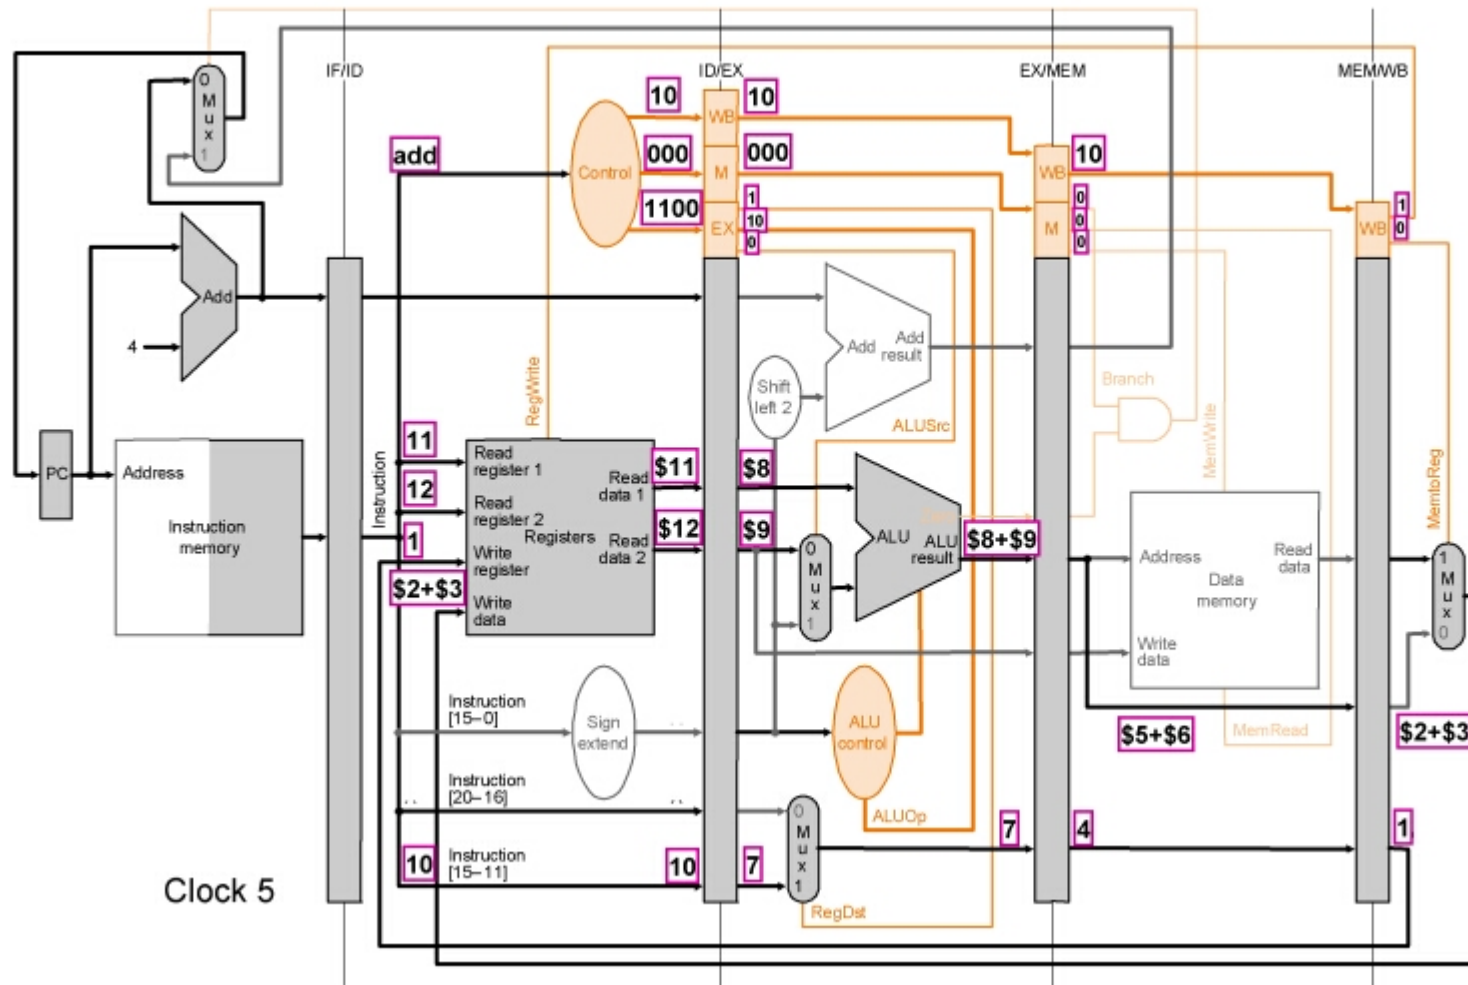 IF/ID
ID/EX
EX/MEM
MEM/WB
0
M
u
x
1
10
10
WB
add
000
000
Control
M
WB
10
1100
1
10
0
EX
0
0
0
M
1
0
WB
Add
4
Add
Add
result
Shift
left 2
RegWrite
ALUSrc
Branch
MemWrite
MemtoReg
PC
Address
Instruction
memory
Instruction
11
12
1
$2+$3
Read
register 1
Read
register 2
Write
register
Write
data
Registers
Read
data 1
Read
data 2
$11
$12
$8
$9
0
M
u
x
1
Zero
ALU
ALU
result
$8+$9
Address
Write
data
Data
memory
Read
data
1
M
u
x
0
Instruction
[15–0]
Sign
extend
ALU
control
$5+$6
MemRead
$2+$3
Instruction
[20–16]
ALUOp
0
M
u
x
1
7
4
1
10
Instruction
[15–11]
10
7
RegDst
Clock 5